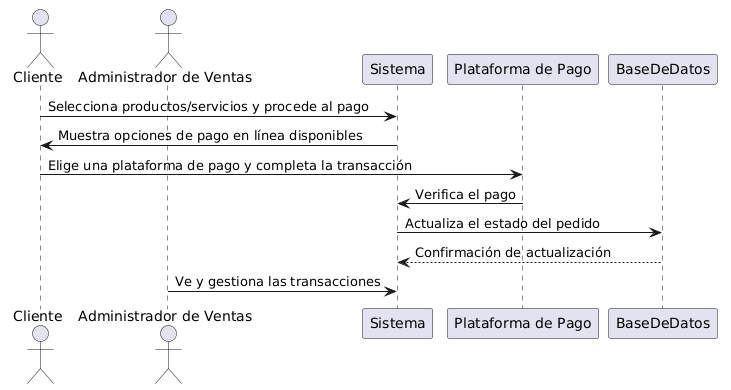 Cliente
Administrador de Ventas
Sistema
Plataforma de Pago
BaseDeDatos
Selecciona productos/servicios y procede al pago
Muestra opciones de pago en línea disponibles
Elige una plataforma de pago y completa la transacción
Verifica el pago
Actualiza el estado del pedido
Confirmación de actualización
Ve y gestiona las transacciones
Cliente
Administrador de Ventas
Sistema
Plataforma de Pago
BaseDeDatos